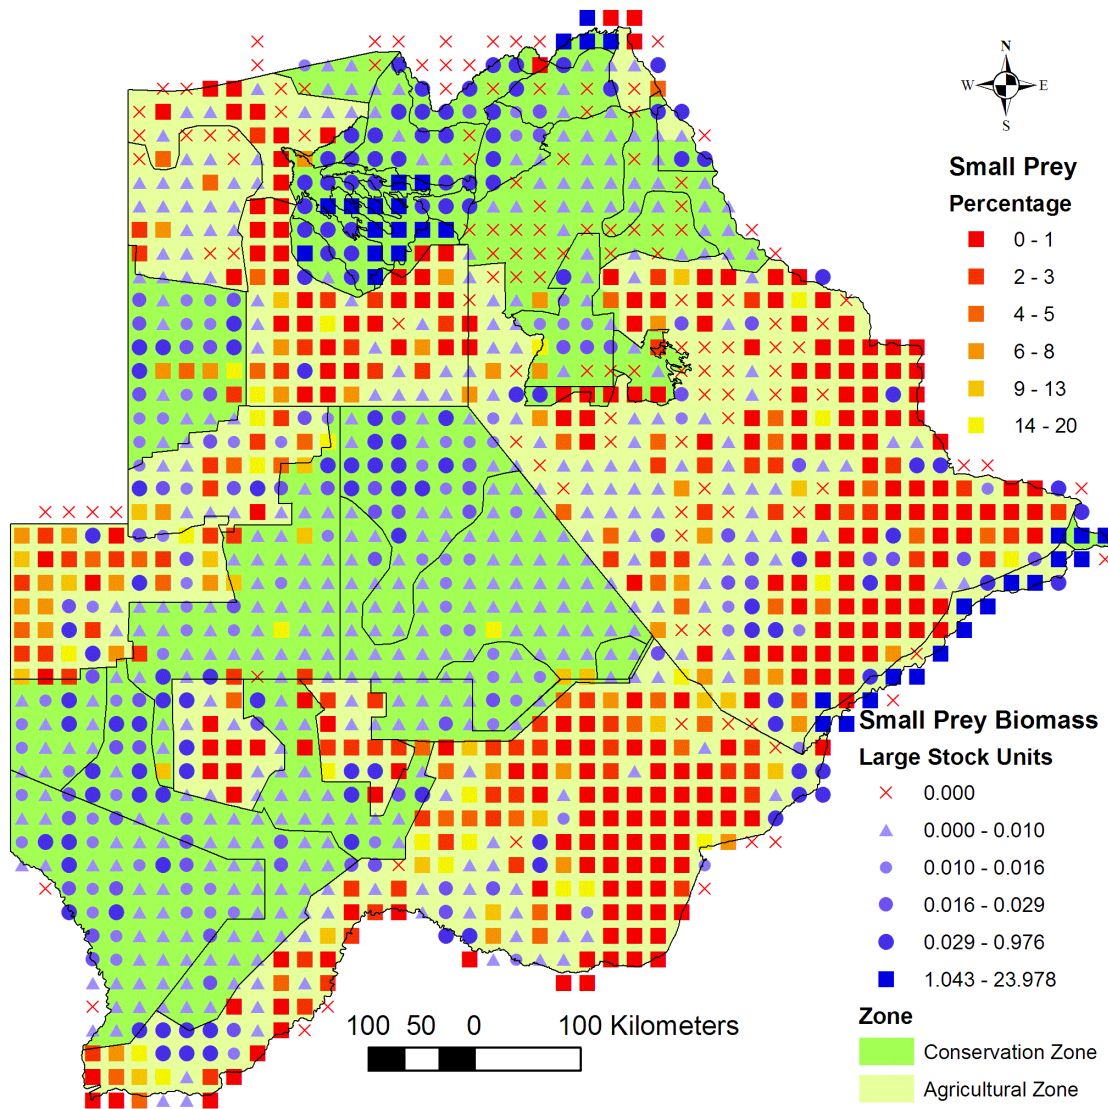 N
W E
S
Small Prey
Percentage
0 - 1
2 - 3
4 - 5
6 - 8
9 - 13
14 - 20
Small Prey Biomass
Large Stock Units
0.000
0.000 - 0.010
0.010 - 0.016
0.016 - 0.029
0.029 - 0.976
1.043 - 23.978
Zone
Conservation Zone
Agricultural Zone
100 50 0 100 Kilometers